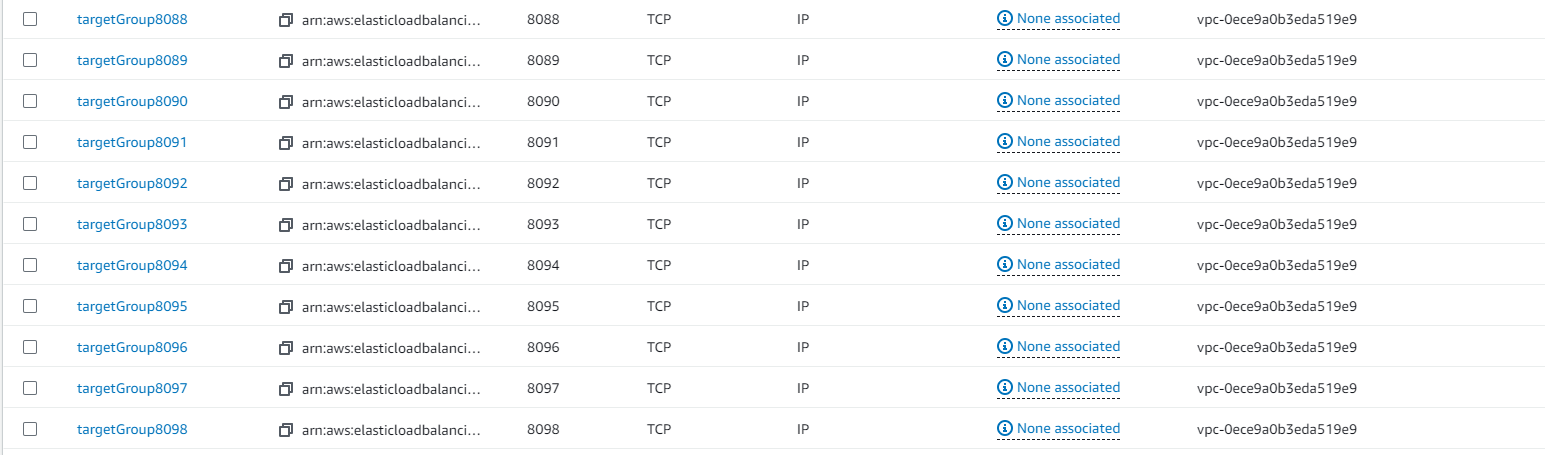 targetGroup8088 arn:aws:elasticloadbalanci... 8088 TCP IP None associated vpc-0ece9a0b3eda519e9
targetGroup8089 arn:aws:elasticloadbalanci... 8089 TCP IP None associated vpc-0ece9a0b3eda519e9
targetGroup8090 arn:aws:elasticloadbalanci... 8090 TCP IP None associated vpc-0ece9a0b3eda519e9
targetGroup8091 arn:aws:elasticloadbalanci... 8091 TCP IP None associated vpc-0ece9a0b3eda519e9
targetGroup8092 arn:aws:elasticloadbalanci... 8092 TCP IP None associated vpc-0ece9a0b3eda519e9
targetGroup8093 arn:aws:elasticloadbalanci... 8093 TCP IP None associated vpc-0ece9a0b3eda519e9
targetGroup8094 arn:aws:elasticloadbalanci... 8094 TCP IP None associated vpc-0ece9a0b3eda519e9
targetGroup8095 arn:aws:elasticloadbalanci... 8095 TCP IP None associated vpc-0ece9a0b3eda519e9
targetGroup8096 arn:aws:elasticloadbalanci... 8096 TCP IP None associated vpc-0ece9a0b3eda519e9
targetGroup8097 arn:aws:elasticloadbalanci... 8097 TCP IP None associated vpc-0ece9a0b3eda519e9
targetGroup8098 arn:aws:elasticloadbalanci... 8098 TCP IP None associated vpc-0ece9a0b3eda519e9